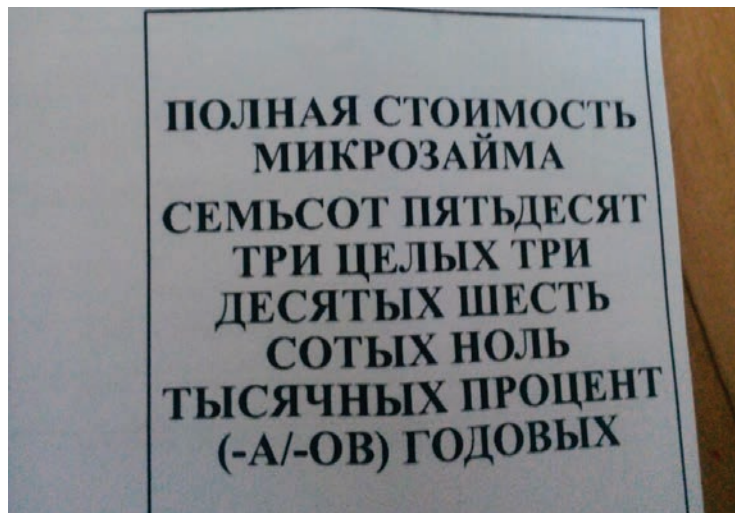 ПОЛНАЯ СТОИМОСТЬ
МИКРОЗАЙМА
СЕМЬСОТ ПЯТЬДЕСЯТ
ТРИ ЦЕЛЫХ ТРИ
ДЕСЯТЫХ ШЕСТЬ
СОТЫХ НОЛЬ
ТЫСЯЧНЫХ ПРОЦЕНТ
(-А/-ОВ) ГОДОВЫХ